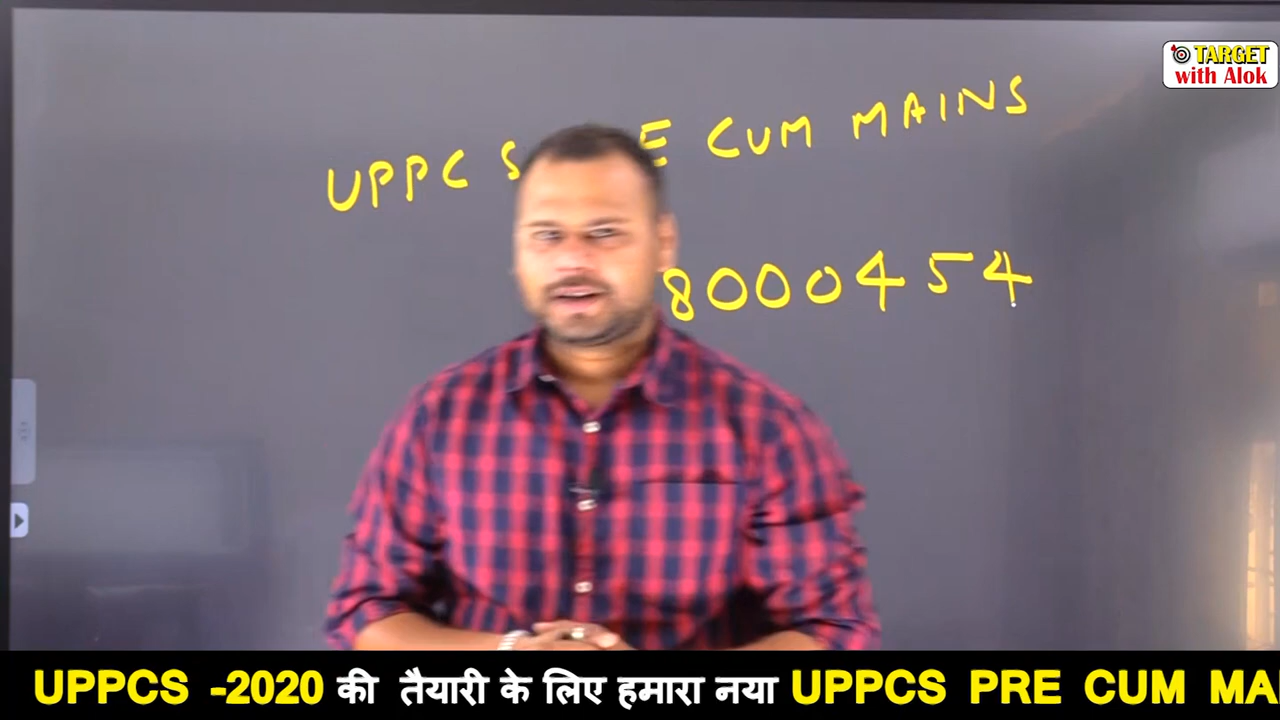 TARGET
with Alok
UPPC S E CUM MAINS
8000454
UPPCS -2020 की तैयारी के लिए हमारा नया UPPCS PRE CUM MA